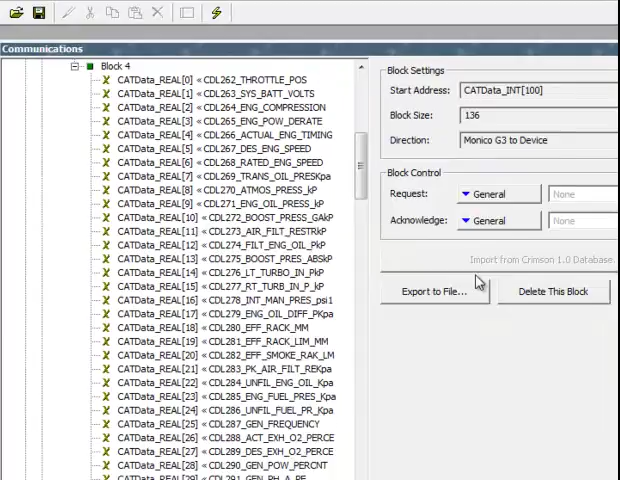 Communications
Block 4
CATData_REAL[0] « CDL262_THROTTLE_POS
CATData_REAL[1] « CDL263_SYS_BATT_VOLTS
CATData_REAL[2] « CDL264_ENG_COMPRESSION
CATData_REAL[3] « CDL265_ENG_POW_DERATE
CATData_REAL[4] « CDL266_ACTUAL_ENG_TIMING
CATData_REAL[5] « CDL267_DES_ENG_SPEED
CATData_REAL[6] « CDL268_RATED_ENG_SPEED
CATData_REAL[7] « CDL269_TRANS_OIL_PRESKpa
CATData_REAL[8] « CDL270_ATMOS_PRESS_kP
CATData_REAL[9] « CDL271_ENG_OIL_PRESS_kP
CATData_REAL[10] « CDL272_BOOST_PRESS_GAkP
CATData_REAL[11] « CDL273_AIR_FILT_RESTRkP
CATData_REAL[12] « CDL274_FILT_ENG_OIL_PkP
CATData_REAL[13] « CDL275_BOOST_PRES_ABSkP
CATData_REAL[14] « CDL276_LT_TURBO_IN_PkP
CATData_REAL[15] « CDL277_RT_TURB_IN_P_kP
CATData_REAL[16] « CDL278_INT_MAN_PRES_psi1
CATData_REAL[17] « CDL279_ENG_OIL_DIFF_PKpa
CATData_REAL[18] « CDL280_EFF_RACK_MM
CATData_REAL[19] « CDL281_EFF_RACK_LIM_MM
CATData_REAL[20] « CDL282_EFF_SMOKE_RAK_LM
CATData_REAL[21] « CDL283_PK_AIR_FILT_REKpa
CATData_REAL[22] « CDL284_UNFIL_ENG_OIL_Kpa
CATData_REAL[23] « CDL285_ENG_FUEL_PRES_Kpa
CATData_REAL[24] « CDL286_UNFIL_FUEL_PR_Kpa
CATData_REAL[25] « CDL287_GEN_FREQUENCY
CATData_REAL[26] « CDL288_ACT_EXH_O2_PERCE
CATData_REAL[27] « CDL289_DES_EXH_O2_PERCE
CATData_REAL[28] « CDL290_GEN_POW_PERCNT
CATData_REAL[29] « CDL291_GEN_PH_A_PF
Block Settings
Start Address: CATData_INT[100]
Block Size: 136
Direction: Monico G3 to Device
Block Control
Request: General None
Acknowledge: General None
Import from Crimson 1.0 Database.
Export to File... Delete This Block